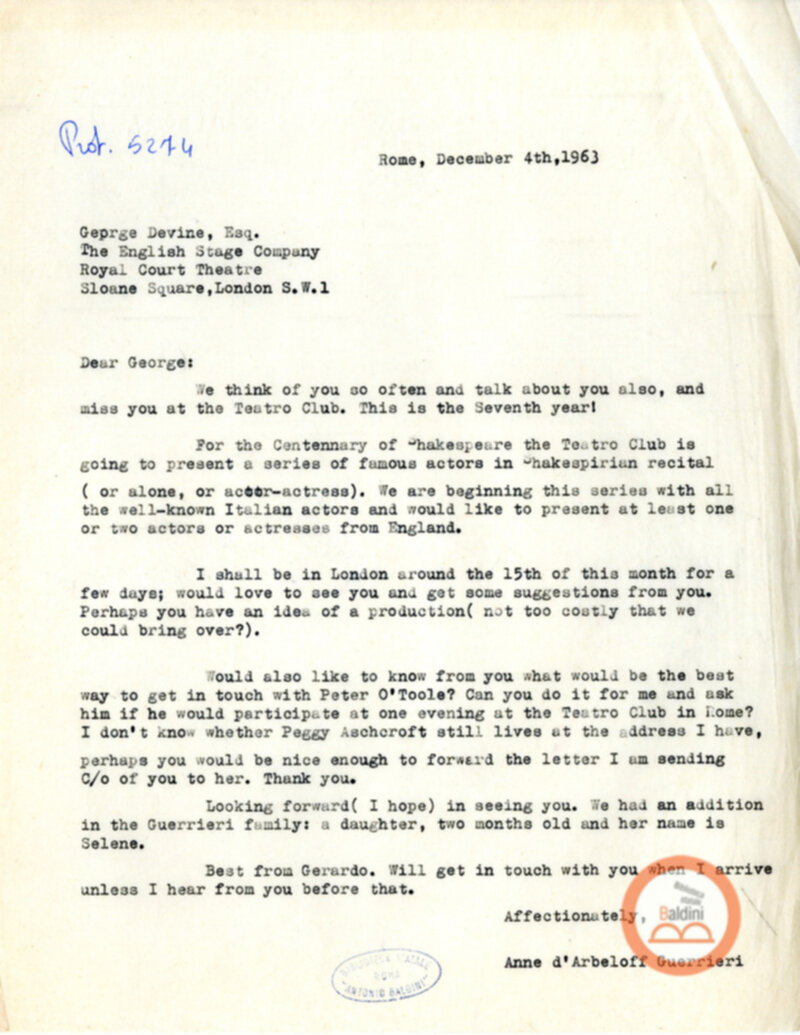 Prot. 5274
Rome, December 4th,1963
Geprge Devine, Esq.
The English Stage Company
Royal Court Theatre
Sloane Square,London S.W.1
Dear George:
We think of you so often and talk about you also, and
miss you at the Teatro Club. This is the Seventh year!
For the Centennary of Shakespeare the Teatro Club is
going to present a series of famous actors in Shakespirian recital
( or alone, or actor-actress). We are beginning this series with all
the well-known Italian actors and would like to present at least one
or two actors or actresses from England.
I shall be in London around the 15th of this month for a
few days; would love to see you and get some suggestions from you.
Perhaps you have an idea of a production( not too costly that we
could bring over?).
Would also like to know from you what would be the best
way to get in touch with Peter O'Toole? Can you do it for me and ask
him if he would participate at one evening at the Teatro Club in Rome?
I don't know whether Peggy Aschcroft still lives at the address I have,
perhaps you would be nice enough to forward the letter I am sending
C/o of you to her. Thank you.
Looking forward( I hope) in seeing you. We had an addition
in the Guerrieri family: a daughter, two months old and her name is
Selene.
Best from Gerardo. Will get in touch with you when I arrive
unless I hear from you before that.
Affectionately,
Anne d'Arbeloff Guerrieri
Biblioteca
statale
Baldini
BIBLIOTECA STATALE
ROMA
"ANTONIO BALDINI"